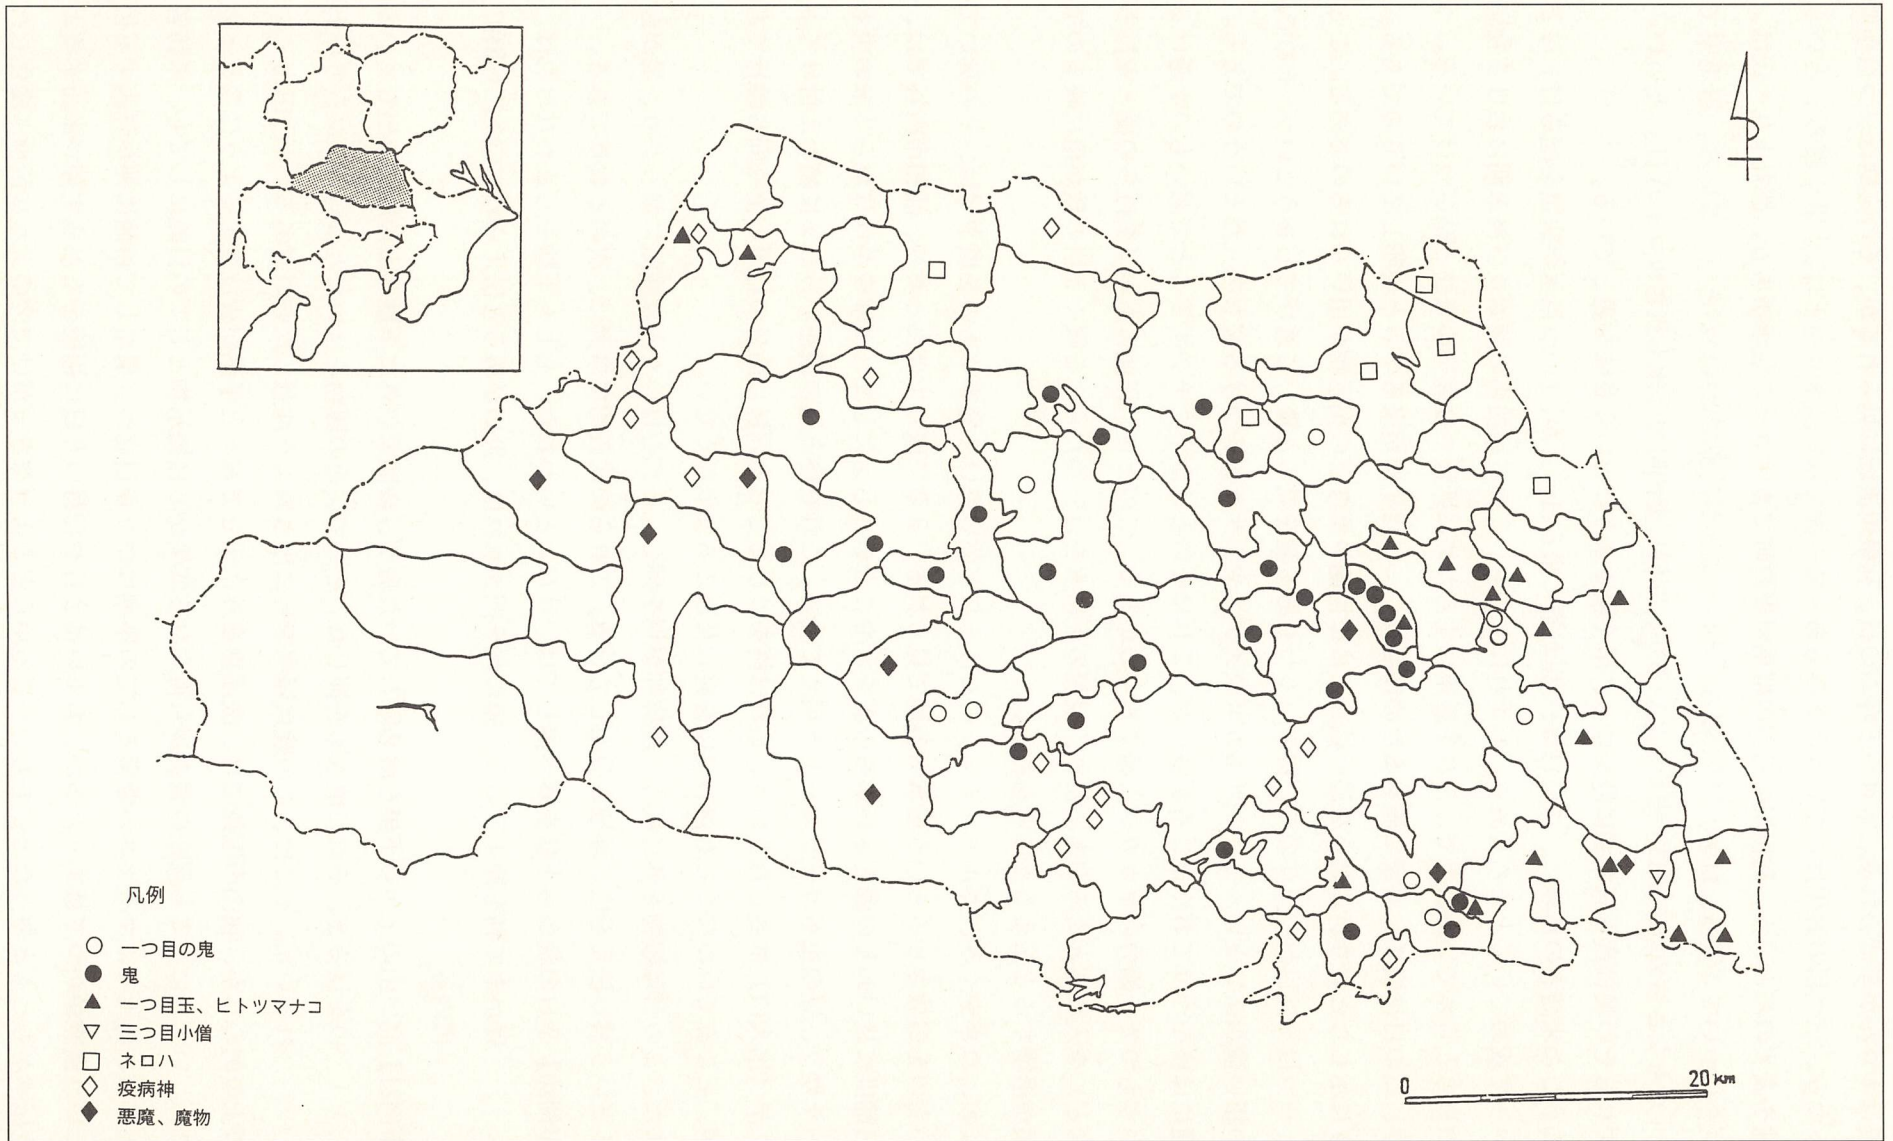 凡例
一つ目の鬼
鬼
一つ目玉、ヒトツマナコ
三つ目小僧
ネロハ
疫病神
悪魔、魔物
0 20 km